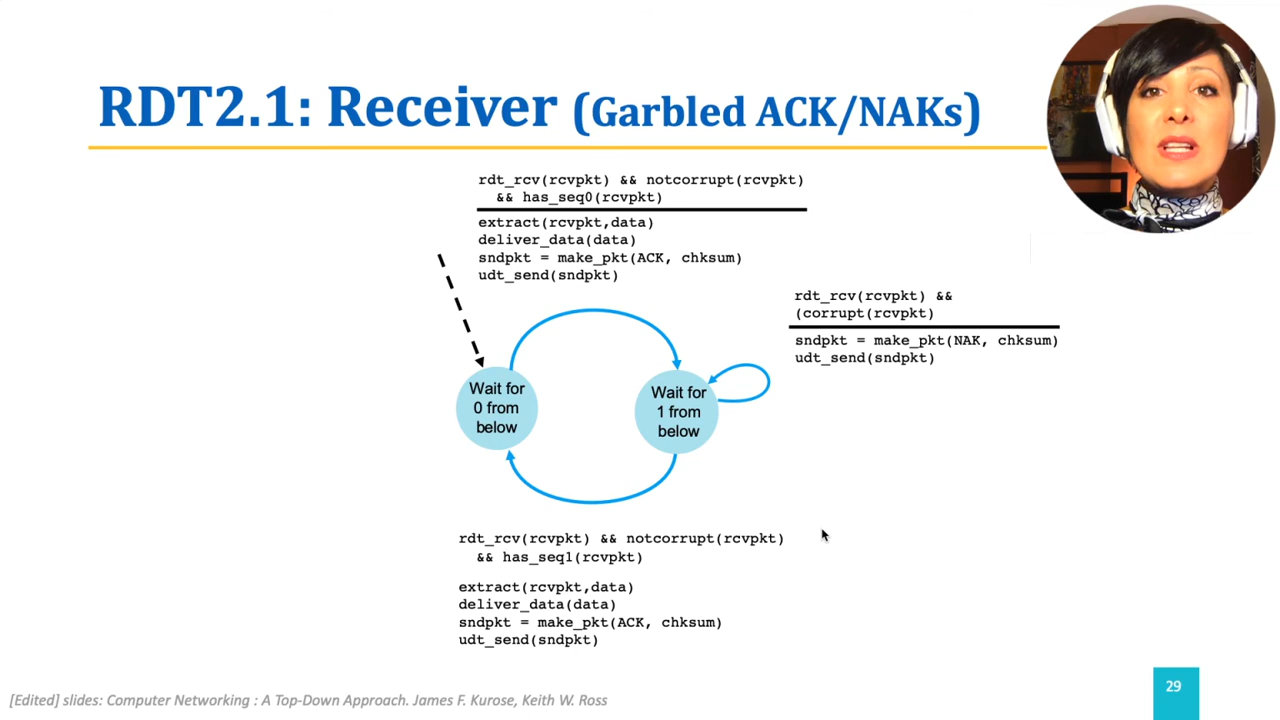 RDT2.1: Receiver (Garbled ACK/NAKs)
rdt_rcv(rcvpkt) && notcorrupt(rcvpkt)
&& has_seq0(rcvpkt)
extract(rcvpkt,data)
deliver_data(data)
sndpkt = make_pkt(ACK, chksum)
udt_send(sndpkt)
rdt_rcv(rcvpkt) &&
(corrupt(rcvpkt)
sndpkt = make_pkt(NAK, chksum)
udt_send(sndpkt)
Wait for
0 from
below
Wait for
1 from
below
rdt_rcv(rcvpkt) && notcorrupt(rcvpkt)
&& has_seq1(rcvpkt)
extract(rcvpkt,data)
deliver_data(data)
sndpkt = make_pkt(ACK, chksum)
udt_send(sndpkt)
[Edited] slides: Computer Networking : A Top-Down Approach. James F. Kurose, Keith W. Ross
29